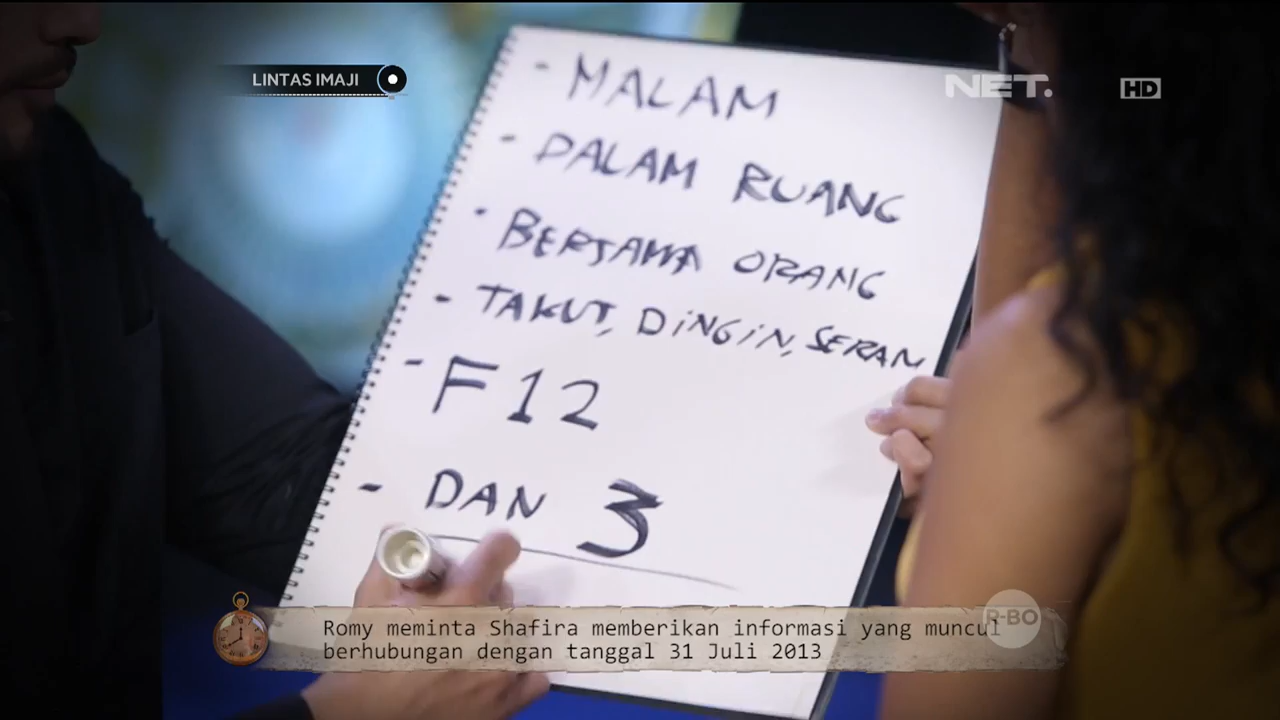 LINTAS IMAJI
NET.
HD
- MALAM
- DALAM RUANG
- BERSAMA ORANG
- TAKUT, DINGIN, SERAM
- F12
- DAN 3
Romy meminta Shafira memberikan informasi yang muncul
berhubungan dengan tanggal 31 Juli 2013
R-BO